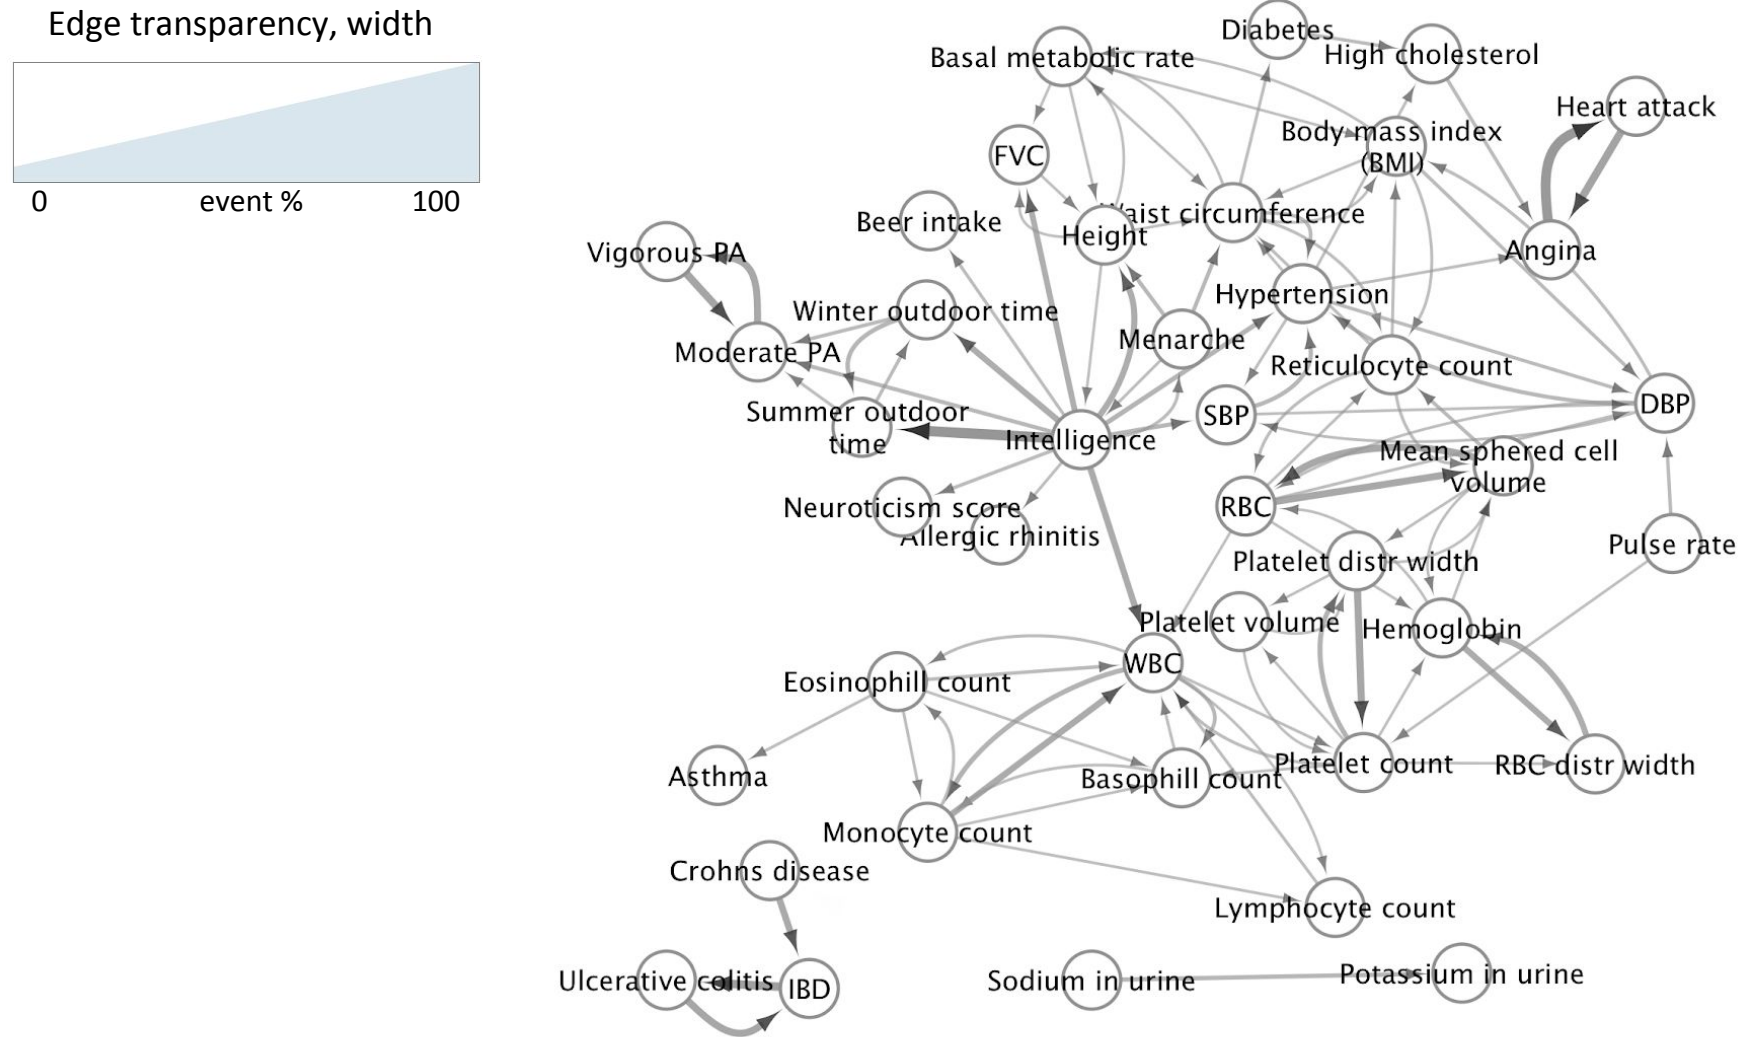 Edge transparency, width
0 event % 100
Diabetes
High cholesterol
Basal metabolic rate
Heart attack
Body mass index
(BMI)
FVC
Waist circumference
Beer intake
Height
Vigorous PA
Angina
Hypertension
Winter outdoor time
Menarche
Moderate PA
Reticulocyte count
DBP
Summer outdoor
time
SBP
Intelligence
Mean sphered cell
volume
Neuroticism score
RBC
Allergic rhinitis
Pulse rate
Platelet distr width
Platelet volume
Hemoglobin
WBC
Eosinophill count
Asthma
Basophill count
Platelet count
RBC distr width
Monocyte count
Crohns disease
Lymphocyte count
Ulcerative colitis
IBD
Sodium in urine
Potassium in urine